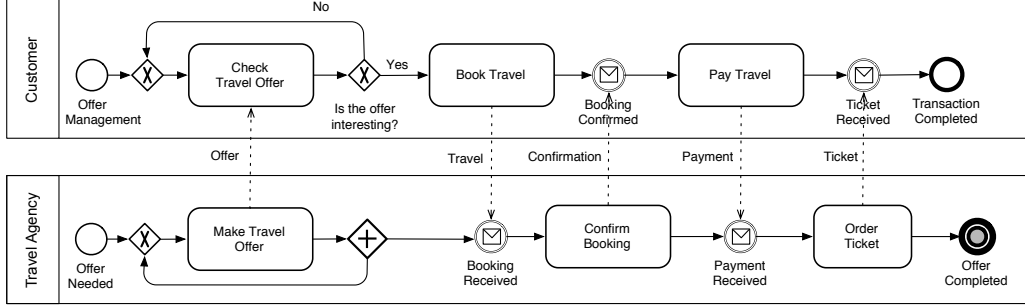 Customer
No
Offer
Management
X
Check
Travel Offer
X
Yes
Is the offer
interesting?
Book Travel
Booking
Confirmed
Pay Travel
Ticket
Received
Transaction
Completed
Offer
Travel
Confirmation
Payment
Ticket
Travel Agency
Offer
Needed
X
Make Travel
Offer
Booking
Received
Confirm
Booking
Payment
Received
Order
Ticket
Offer
Completed